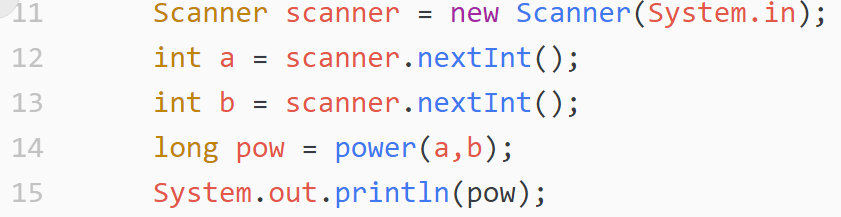 11 Scanner scanner = new Scanner(System.in);
12 int a = scanner.nextInt();
13 int b = scanner.nextInt();
14 long pow = power(a,b);
15 System.out.println(pow);